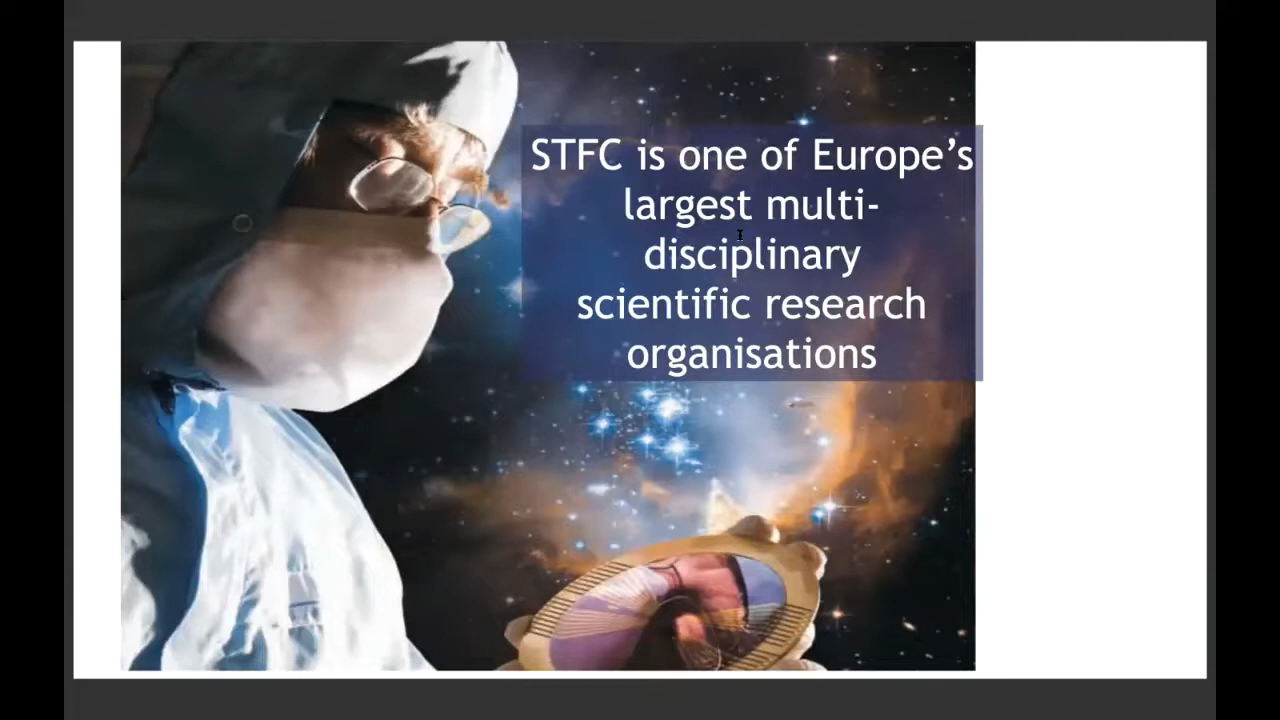 STFC is one of Europe’s
largest multi-
disciplinary
scientific research
organisations